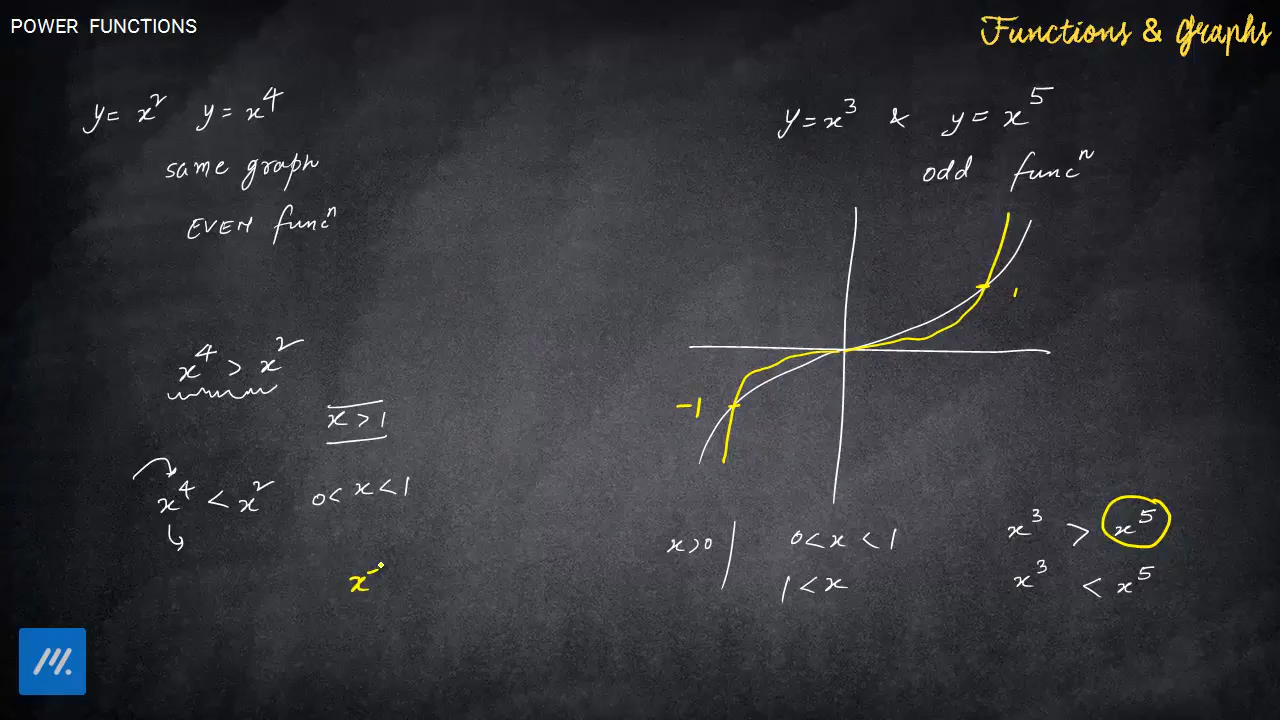 POWER FUNCTIONS
Functions & Graphs
y = x² y = x⁴
same graph
EVEN funcⁿ
x⁴ > x²
x > 1
x⁴ < x² 0 < x < 1
x⁻
y = x³ & y = x⁵
odd funcⁿ
1
-1
x > 0 0 < x < 1 x³ > x⁵
1 < x x³ < x⁵